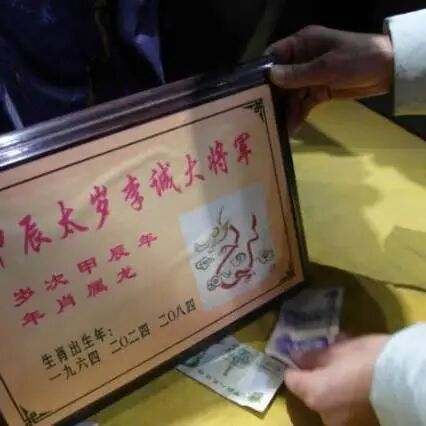 甲辰太岁李诚大将军
岁次甲辰年
年肖属龙
生肖出生年：
一九六四 二〇二四 二〇八四